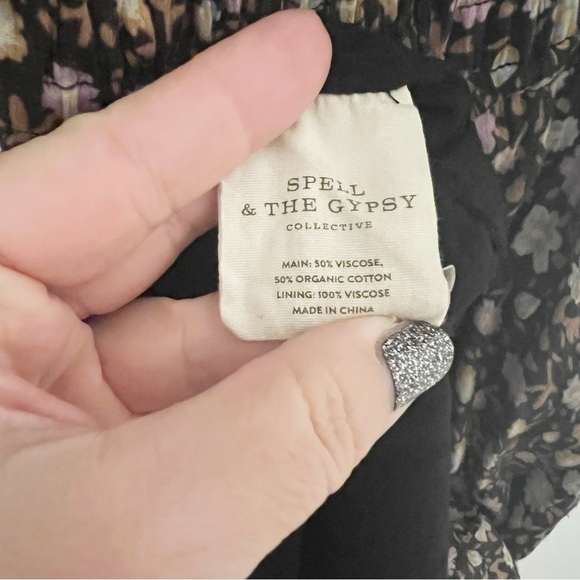 SPELL
& THE GYPSY
COLLECTIVE
MAIN: 50% VISCOSE,
50% ORGANIC COTTON
LINING: 100% VISCOSE
MADE IN CHINA